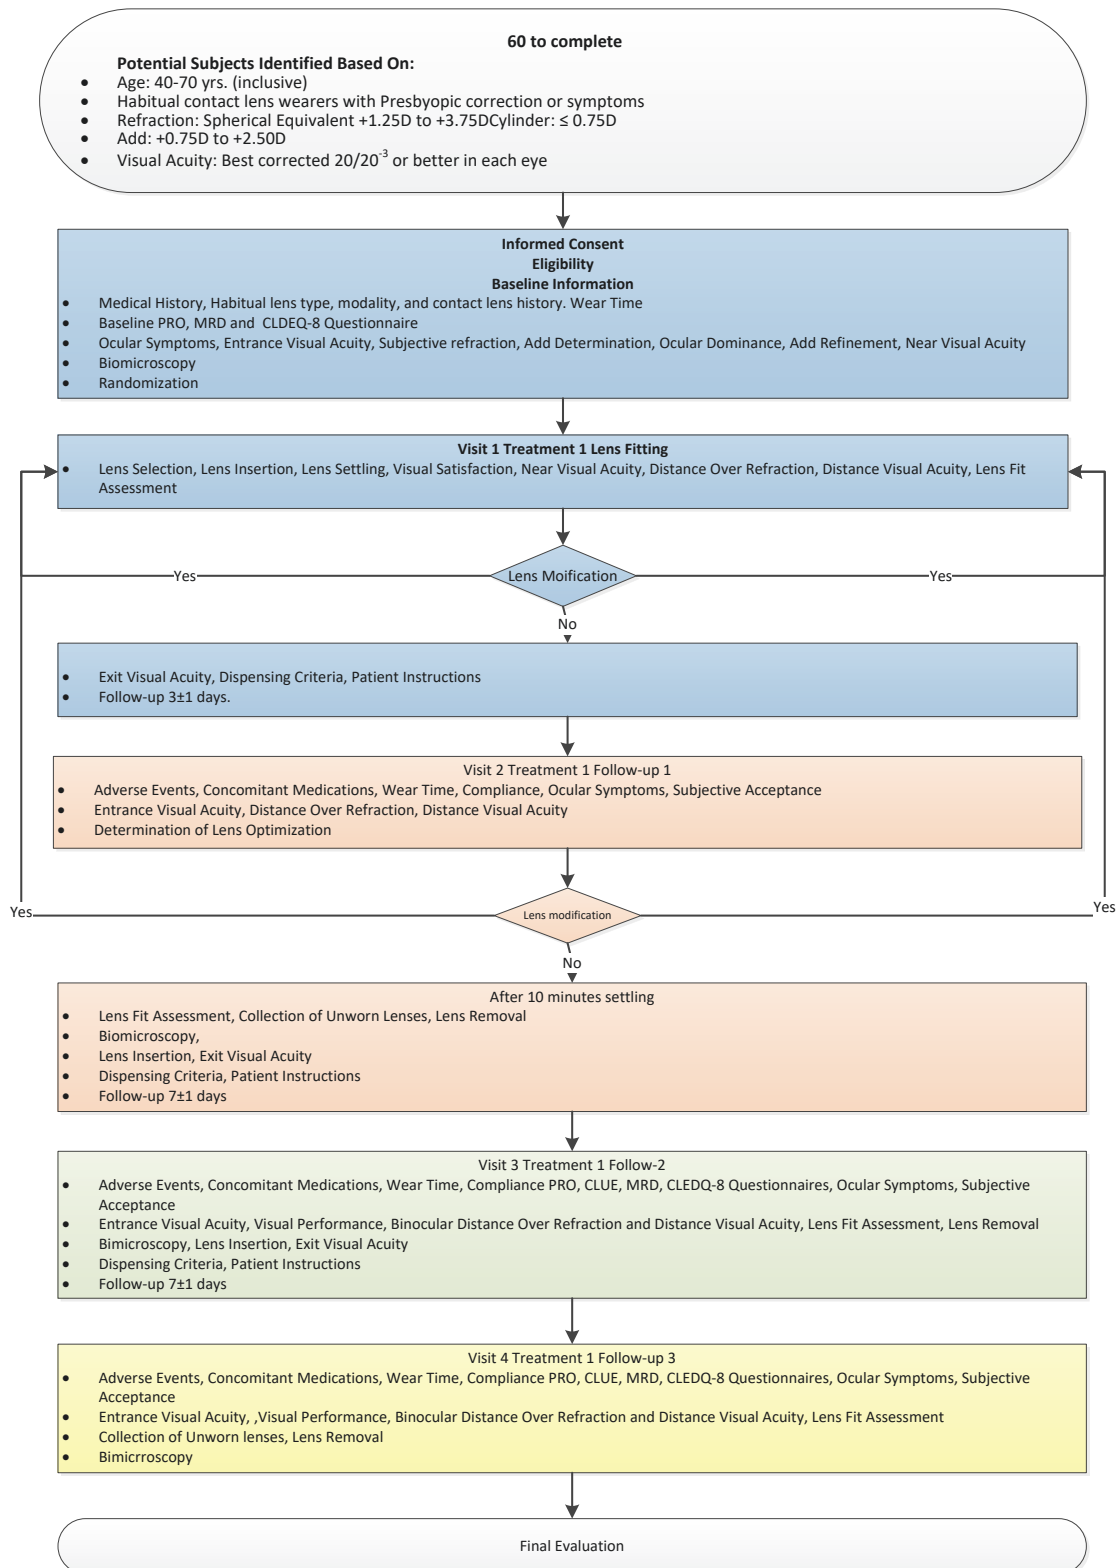 60 to complete
Potential Subjects Identified Based On:
• Age: 40-70 yrs. (inclusive)
• Habitual contact lens wearers with Presbyopic correction or symptoms
• Refraction: Spherical Equivalent +1.25D to +3.75DCylinder: ≤ 0.75D
• Add: +0.75D to +2.50D
• Visual Acuity: Best corrected 20/20-3 or better in each eye
Informed Consent
Eligibility
Baseline Information
• Medical History, Habitual lens type, modality, and contact lens history. Wear Time
• Baseline PRO, MRD and CLDEQ-8 Questionnaire
• Ocular Symptoms, Entrance Visual Acuity, Subjective refraction, Add Determination, Ocular Dominance, Add Refinement, Near Visual Acuity
• Biomicroscopy
• Randomization
Visit 1 Treatment 1 Lens Fitting
• Lens Selection, Lens Insertion, Lens Settling, Visual Satisfaction, Near Visual Acuity, Distance Over Refraction, Distance Visual Acuity, Lens Fit
Assessment
Yes
Lens Moification
Yes
No
• Exit Visual Acuity, Dispensing Criteria, Patient Instructions
• Follow-up 3±1 days.
Visit 2 Treatment 1 Follow-up 1
• Adverse Events, Concomitant Medications, Wear Time, Compliance, Ocular Symptoms, Subjective Acceptance
• Entrance Visual Acuity, Distance Over Refraction, Distance Visual Acuity
• Determination of Lens Optimization
Yes
Lens modification
Yes
No
After 10 minutes settling
• Lens Fit Assessment, Collection of Unworn Lenses, Lens Removal
• Biomicroscopy,
• Lens Insertion, Exit Visual Acuity
• Dispensing Criteria, Patient Instructions
• Follow-up 7±1 days
Visit 3 Treatment 1 Follow-2
• Adverse Events, Concomitant Medications, Wear Time, Compliance PRO, CLUE, MRD, CLEDQ-8 Questionnaires, Ocular Symptoms, Subjective
Acceptance
• Entrance Visual Acuity, Visual Performance, Binocular Distance Over Refraction and Distance Visual Acuity, Lens Fit Assessment, Lens Removal
• Bimicroscopy, Lens Insertion, Exit Visual Acuity
• Dispensing Criteria, Patient Instructions
• Follow-up 7±1 days
Visit 4 Treatment 1 Follow-up 3
• Adverse Events, Concomitant Medications, Wear Time, Compliance PRO, CLUE, MRD, CLEDQ-8 Questionnaires, Ocular Symptoms, Subjective
Acceptance
• Entrance Visual Acuity, ,Visual Performance, Binocular Distance Over Refraction and Distance Visual Acuity, Lens Fit Assessment
• Collection of Unworn lenses, Lens Removal
• Bimicrroscopy
Final Evaluation